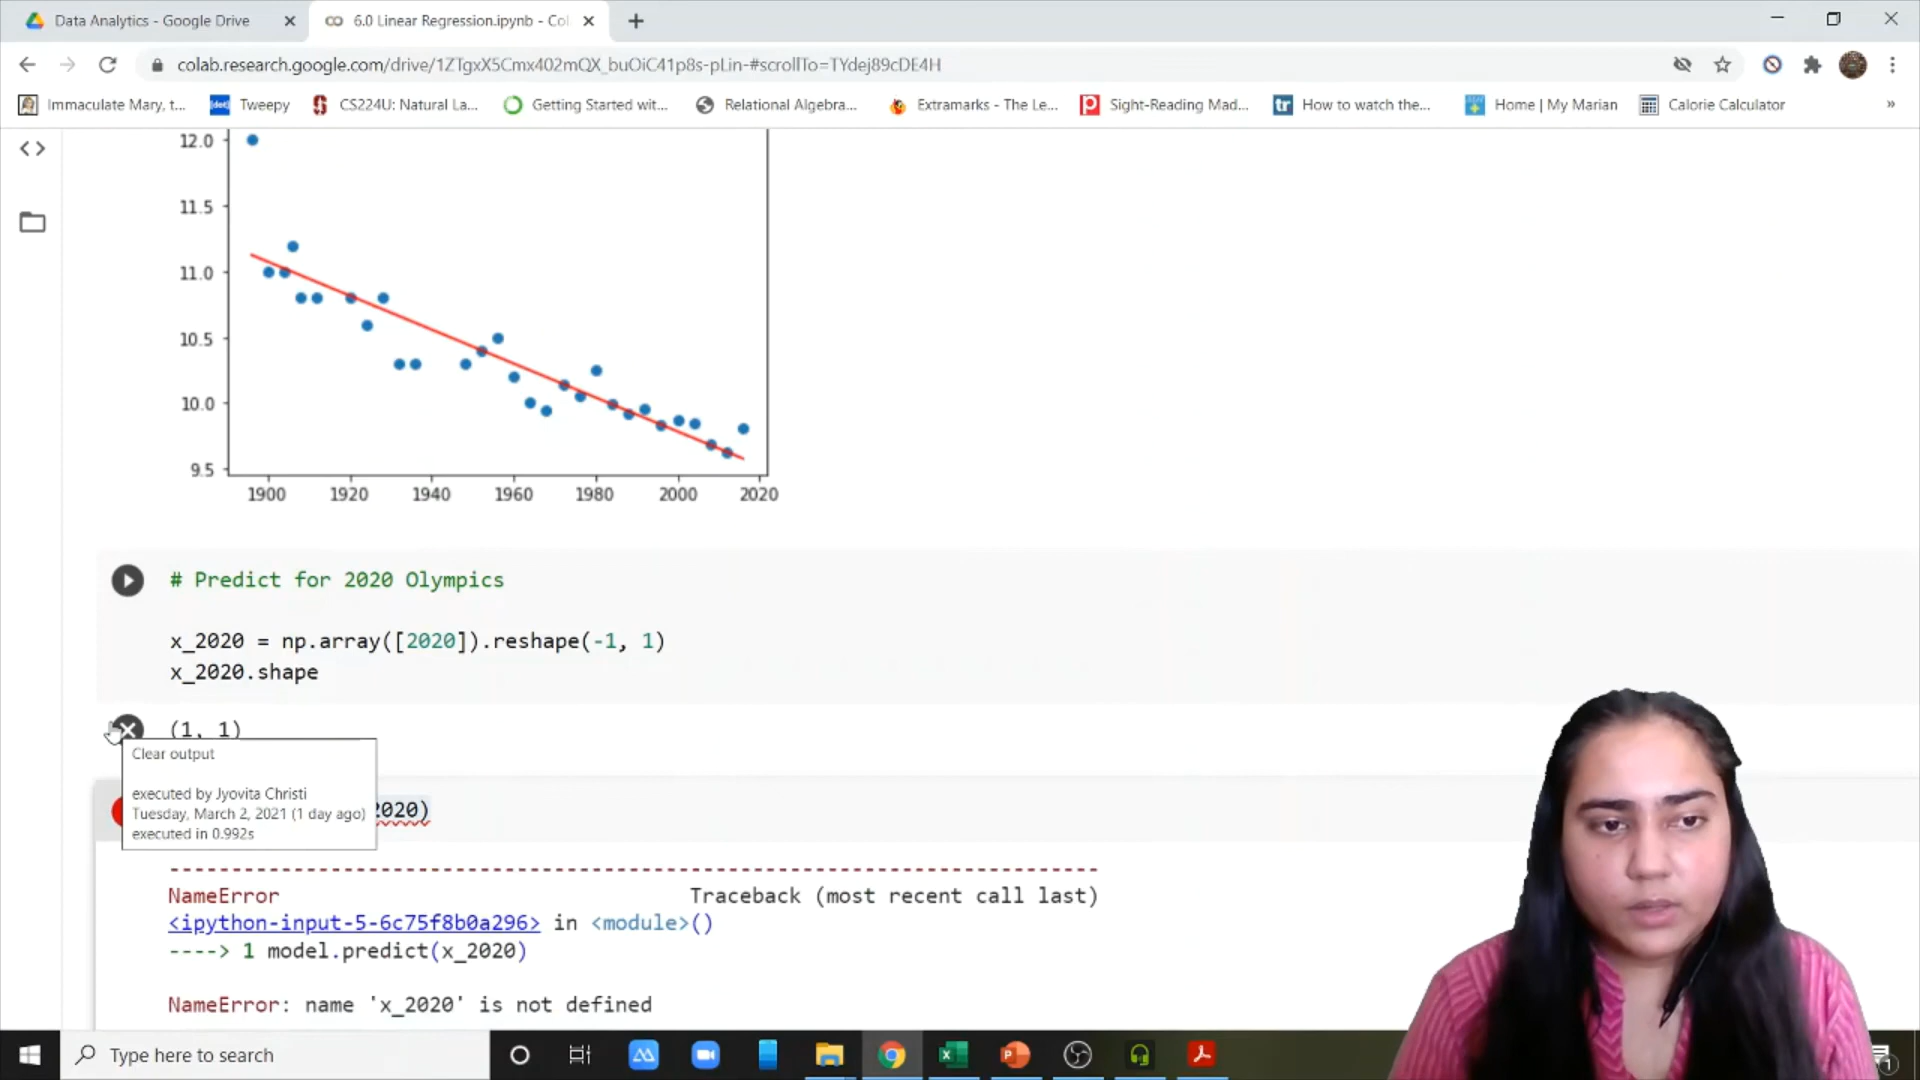 Data Analytics - Google Drive
6.0 Linear Regression.ipynb - Col
colab.research.google.com/drive/1ZTgxX5Cmx402mQX_buOiC41p8s-pLin-#scrollTo=TYdej89cDE4H
Immaculate Mary, t...
[det] Tweepy
CS224U: Natural La...
Getting Started wit...
Relational Algebra...
Extramarks - The Le...
Sight-Reading Mad...
tr How to watch the...
Home | My Marian
Calorie Calculator
»
12.0
11.5
11.0
10.5
10.0
9.5
1900 1920 1940 1960 1980 2000 2020
# Predict for 2020 Olympics
x_2020 = np.array([2020]).reshape(-1, 1)
x_2020.shape
(1, 1)
Clear output
executed by Jyovita Christi
Tuesday, March 2, 2021 (1 day ago)
executed in 0.992s
2020)
NameError Traceback (most recent call last)
<ipython-input-5-6c75f8b0a296> in <module>()
----> 1 model.predict(x_2020)
NameError: name 'x_2020' is not defined
Type here to search
1